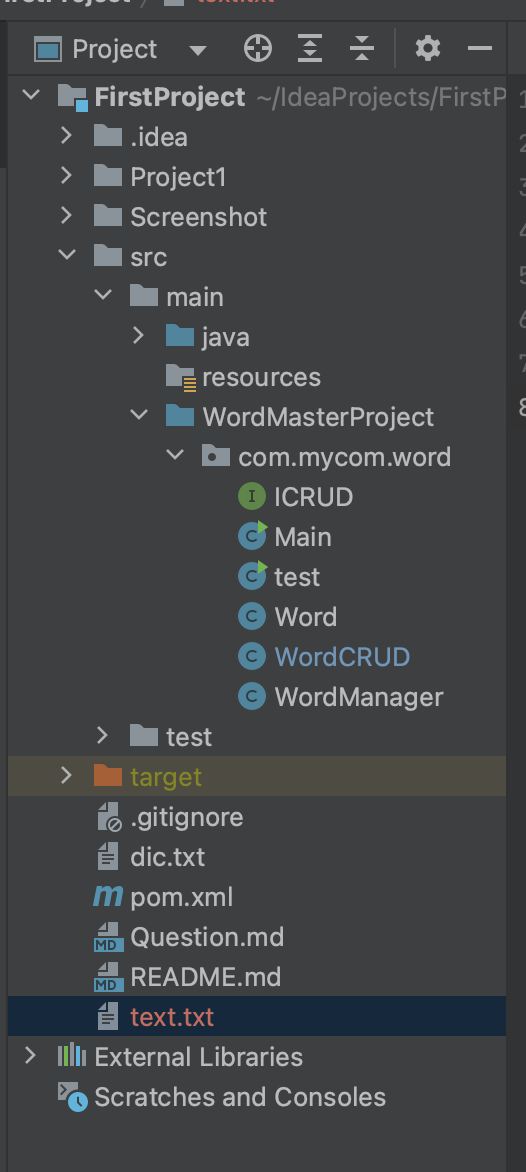 Project
FirstProject ~/IdeaProjects/FirstP
.idea
Project1
Screenshot
src
main
java
resources
WordMasterProject
com.mycom.word
I ICRUD
C Main
C test
C Word
C WordCRUD
C WordManager
test
target
.gitignore
dic.txt
m pom.xml
MD Question.md
MD README.md
text.txt
External Libraries
Scratches and Consoles